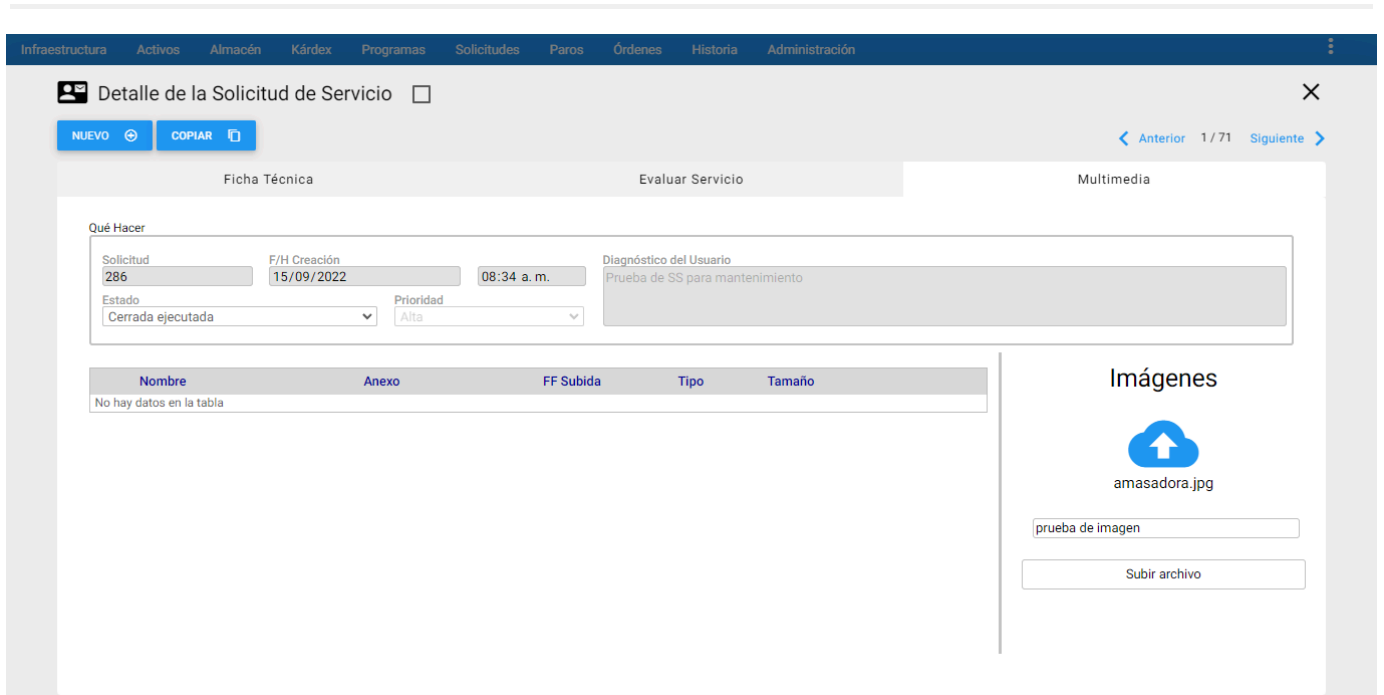 Infraestructura Activos Almacén Kárdex Programas Solicitudes Paros Órdenes Historia Administración
Detalle de la Solicitud de Servicio
NUEVO COPIAR Anterior 1 / 71 Siguiente
Ficha Técnica Evaluar Servicio Multimedia
Qué Hacer
Solicitud F/H Creación Diagnóstico del Usuario
286 15/09/2022 08:34 a. m. Prueba de SS para mantenimiento
Estado Prioridad
Cerrada ejecutada Alta
Nombre Anexo FF Subida Tipo Tamaño
No hay datos en la tabla
Imágenes
amasadora.jpg
prueba de imagen
Subir archivo